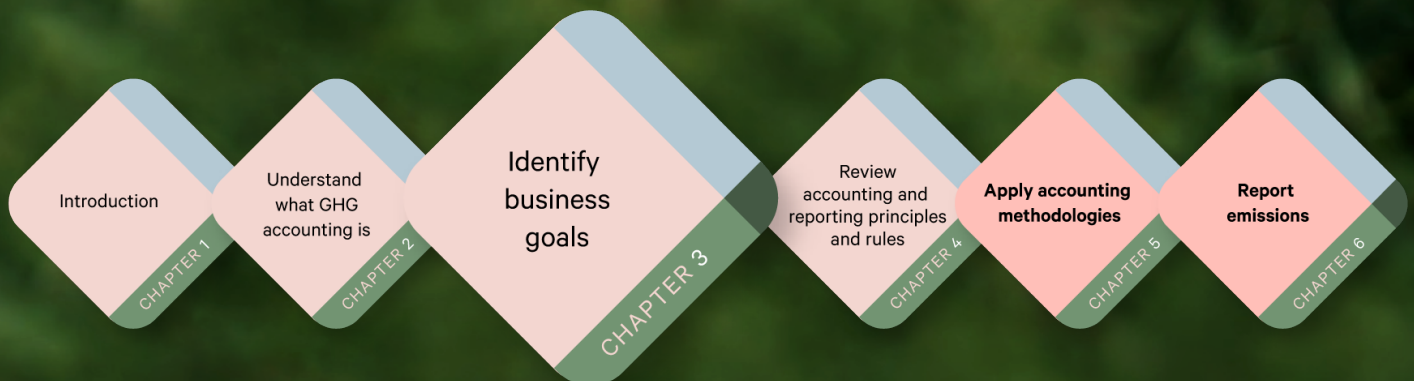 Introduction
CHAPTER 1
Understand
what GHG
accounting is
CHAPTER 2
Identify
business
goals
CHAPTER 3
Review
accounting and
reporting principles
and rules
CHAPTER 4
Apply accounting
methodologies
CHAPTER 5
Report
emissions
CHAPTER 6